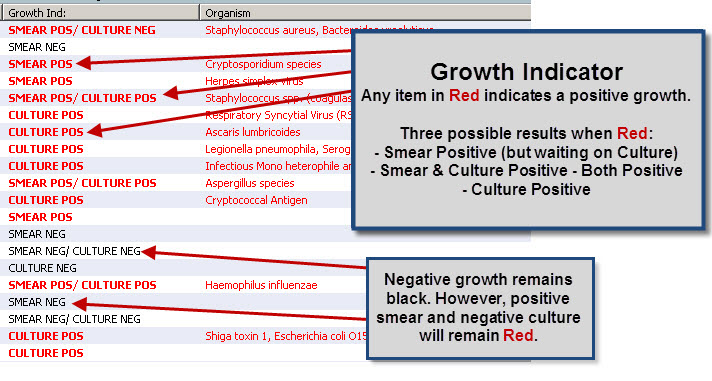 Growth Ind: Organism
SMEAR POS/ CULTURE NEG Staphylococcus aureus, Bacteroides ureolyticus
SMEAR NEG
SMEAR POS Cryptosporidium species
SMEAR POS Herpes simplex virus
SMEAR POS/ CULTURE POS Staphylococcus spp. (coagulas
CULTURE POS Respiratory Syncytial Virus (RS
CULTURE POS Ascaris lumbricoides
CULTURE POS Legionella pneumophila, Serog
CULTURE POS Infectious Mono heterophile an
SMEAR POS/ CULTURE POS Aspergillus species
CULTURE POS Cryptococcal Antigen
SMEAR POS
SMEAR NEG
SMEAR NEG/ CULTURE NEG
CULTURE NEG
SMEAR POS/ CULTURE POS Haemophilus influenzae
SMEAR NEG
SMEAR NEG/ CULTURE NEG
CULTURE POS Shiga toxin 1, Escherichia coli O15
CULTURE POS
Growth Indicator
Any item in Red indicates a positive growth.
Three possible results when Red:
- Smear Positive (but waiting on Culture)
- Smear & Culture Positive - Both Positive
- Culture Positive
Negative growth remains
black. However, positive
smear and negative culture
will remain Red.